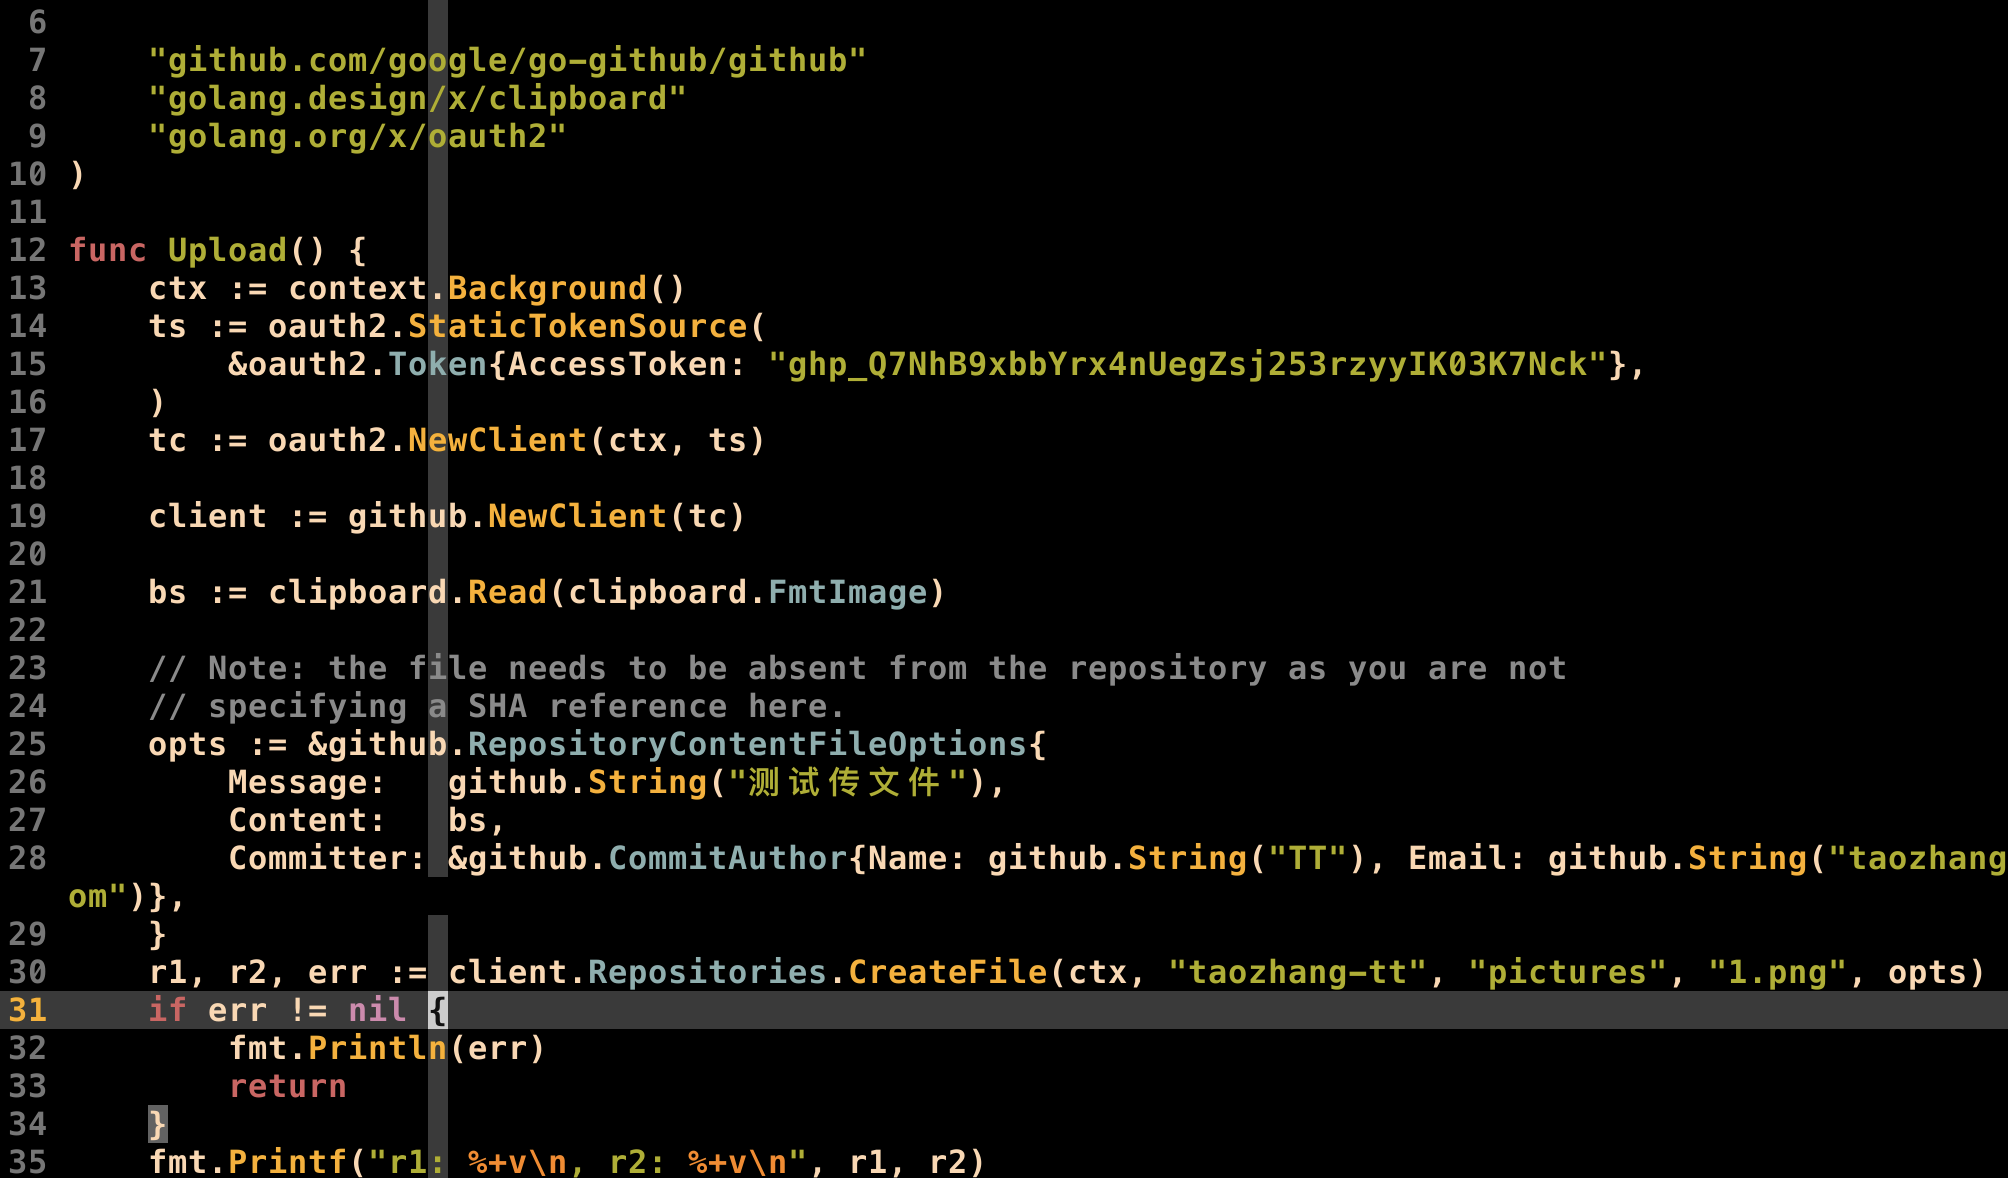 6
7 "github.com/google/go-github/github"
8 "golang.design/x/clipboard"
9 "golang.org/x/oauth2"
10 )
11
12 func Upload() {
13 ctx := context.Background()
14 ts := oauth2.StaticTokenSource(
15 &oauth2.Token{AccessToken: "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"},
16 )
17 tc := oauth2.NewClient(ctx, ts)
18
19 client := github.NewClient(tc)
20
21 bs := clipboard.Read(clipboard.FmtImage)
22
23 // Note: the file needs to be absent from the repository as you are not
24 // specifying a SHA reference here.
25 opts := &github.RepositoryContentFileOptions{
26 Message: github.String("测试传文件"),
27 Content: bs,
28 Committer: &github.CommitAuthor{Name: github.String("TT"), Email: github.String("taozhang
om")},
29 }
30 r1, r2, err := client.Repositories.CreateFile(ctx, "taozhang-tt", "pictures", "1.png", opts)
31 if err != nil {
32 fmt.Println(err)
33 return
34 }
35 fmt.Printf("r1: %+v\n, r2: %+v\n", r1, r2)